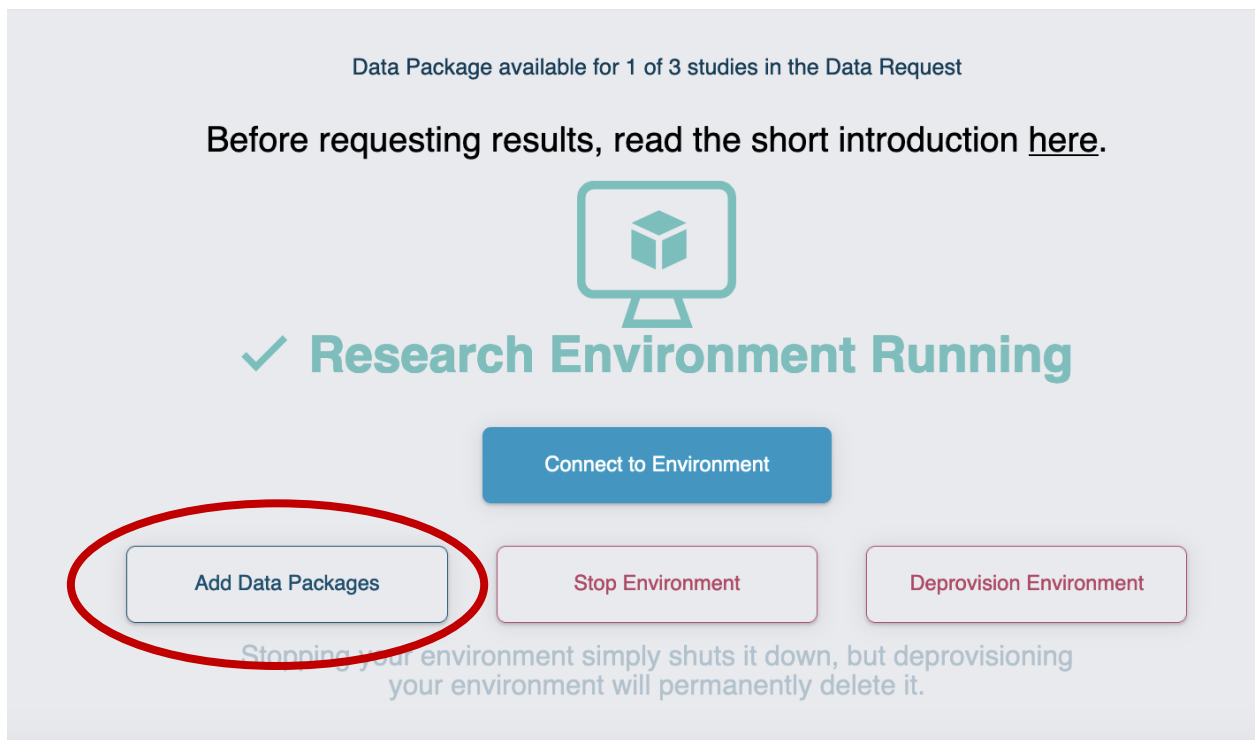 Data Package available for 1 of 3 studies in the Data Request
Before requesting results, read the short introduction here.
Research Environment Running
Connect to Environment
Add Data Packages
Stop Environment
Deprovision Environment
Stopping your environment simply shuts it down, but deprovisioning
your environment will permanently delete it.